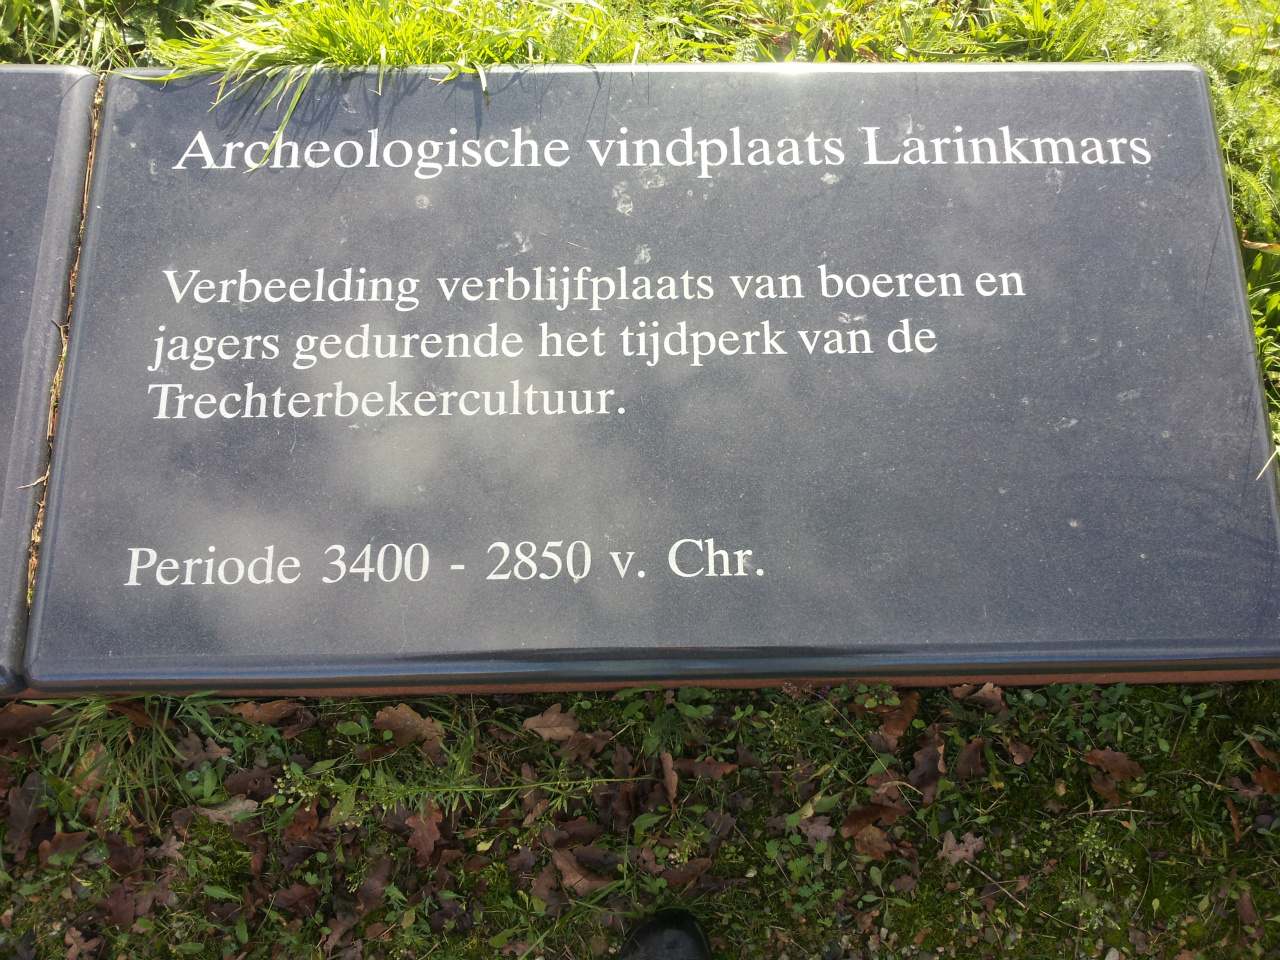 Archeologische vindplaats Larinkmars
Verbeelding verblijfplaats van boeren en
jagers gedurende het tijdperk van de
Trechterbekercultuur.
Periode 3400 - 2850 v. Chr.